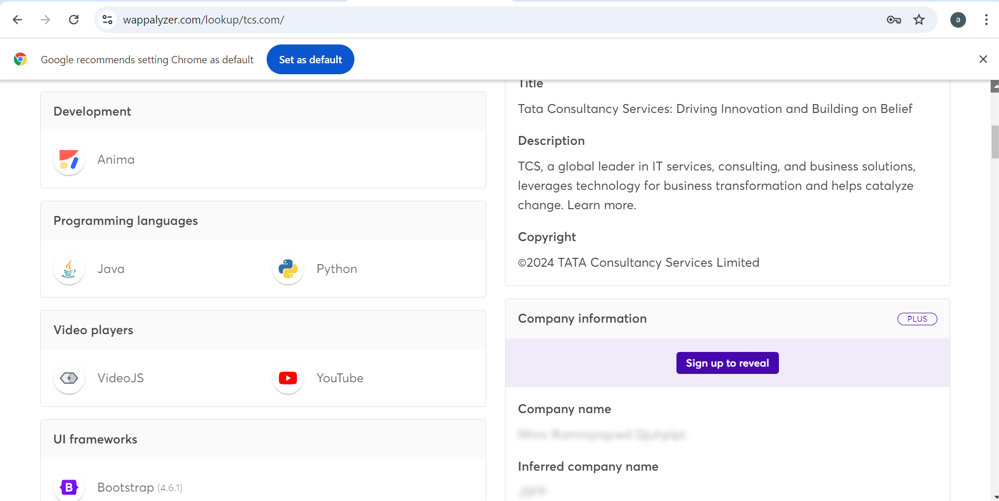 wappalyzer.com/lookup/tcs.com/
a
Google recommends setting Chrome as default
Set as default
Development
Anima
Programming languages
Java
Python
Video players
VideoJS
YouTube
UI frameworks
B
Bootstrap (4.6.1)
Title
Tata Consultancy Services: Driving Innovation and Building on Belief
Description
TCS, a global leader in IT services, consulting, and business solutions,
leverages technology for business transformation and helps catalyze
change. Learn more.
Copyright
©2024 TATA Consultancy Services Limited
Company information
PLUS
Sign up to reveal
Company name
Inferred company name